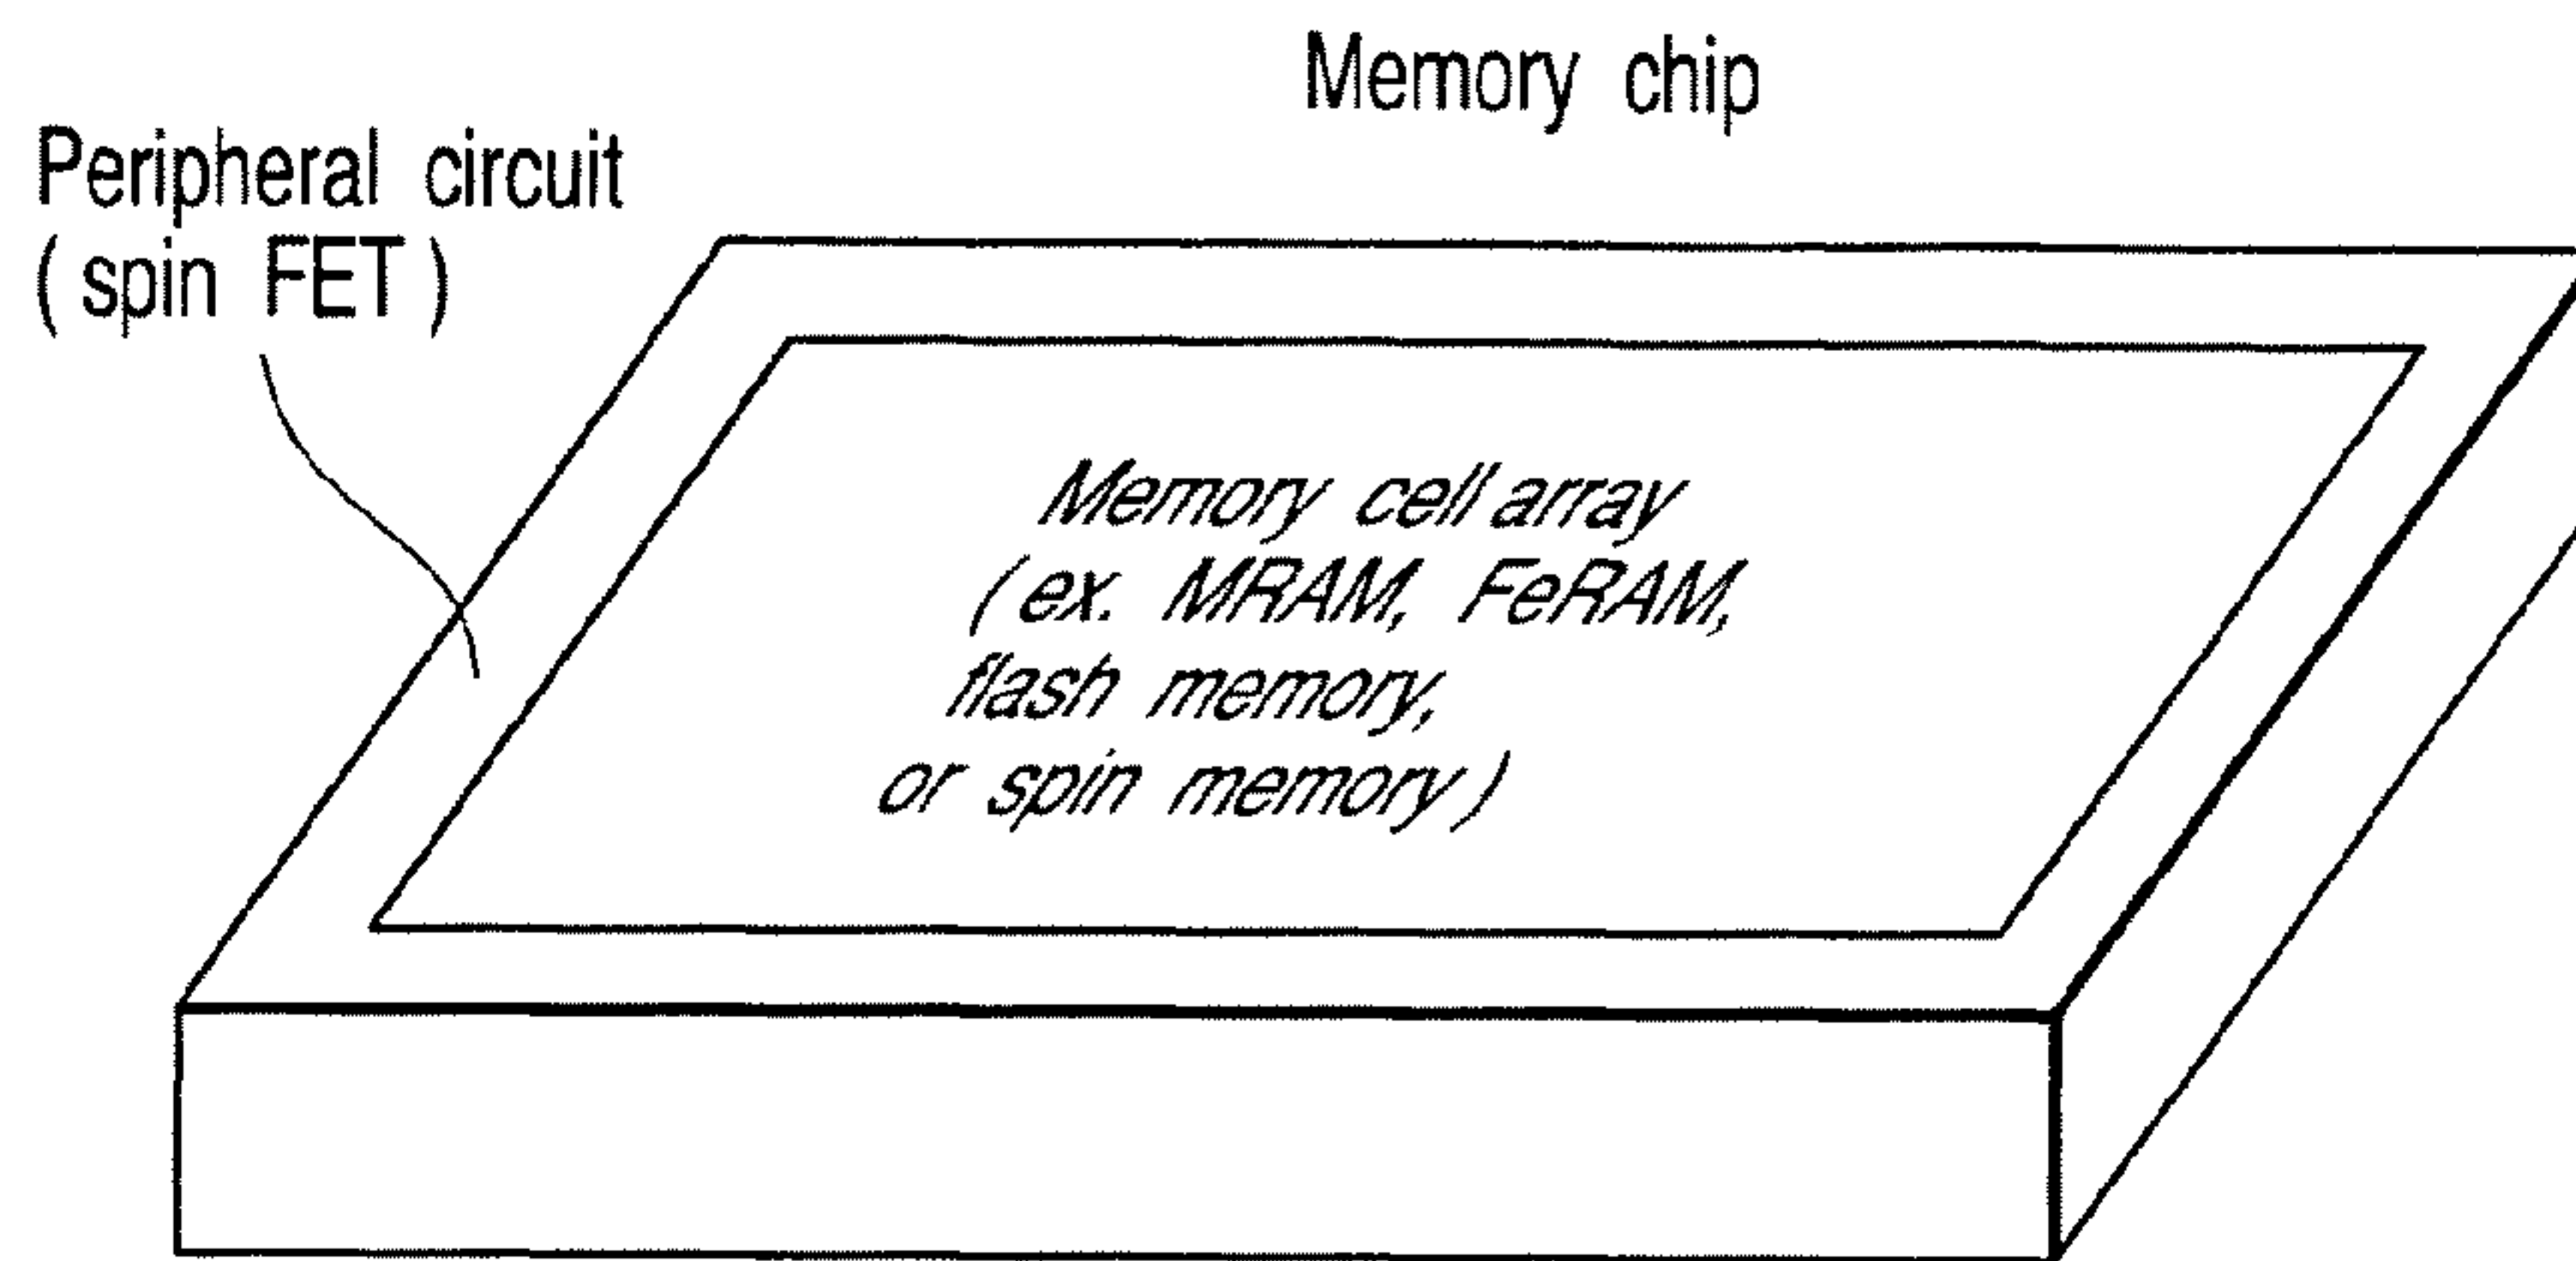 Memory chip
Peripheral circuit
( spin FET )
Memory cell array
( ex. MRAM, FeRAM,
flash memory,
or spin memory )